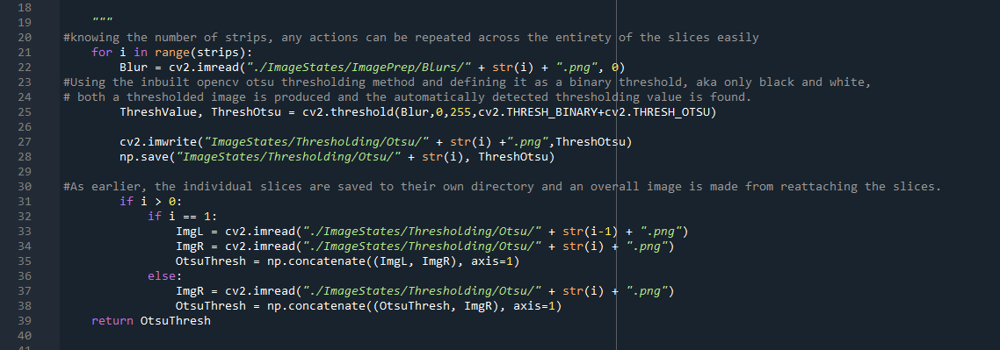 18
19 """
20 #knowing the number of strips, any actions can be repeated across the entirety of the slices easily
21 for i in range(strips):
22 Blur = cv2.imread("./ImageStates/ImagePrep/Blurs/" + str(i) + ".png", 0)
23 #Using the inbuilt opencv otsu thresholding method and defining it as a binary threshold, aka only black and white,
24 # both a thresholded image is produced and the automatically detected thresholding value is found.
25 ThreshValue, ThreshOtsu = cv2.threshold(Blur,0,255,cv2.THRESH_BINARY+cv2.THRESH_OTSU)
26
27 cv2.imwrite("ImageStates/Thresholding/Otsu/" + str(i) +".png",ThreshOtsu)
28 np.save("ImageStates/Thresholding/Otsu/" + str(i), ThreshOtsu)
29
30 #As earlier, the individual slices are saved to their own directory and an overall image is made from reattaching the slices.
31 if i > 0:
32 if i == 1:
33 ImgL = cv2.imread("./ImageStates/Thresholding/Otsu/" + str(i-1) + ".png")
34 ImgR = cv2.imread("./ImageStates/Thresholding/Otsu/" + str(i) + ".png")
35 OtsuThresh = np.concatenate((ImgL, ImgR), axis=1)
36 else:
37 ImgR = cv2.imread("./ImageStates/Thresholding/Otsu/" + str(i) + ".png")
38 OtsuThresh = np.concatenate((OtsuThresh, ImgR), axis=1)
39 return OtsuThresh
40
41